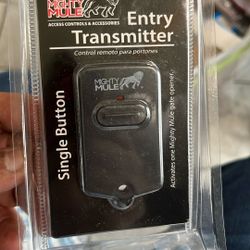 MIGHTY
MULE
ACCESS CONTROLS & ACCESSORIES
Entry
Transmitter
Control remoto para portones
Single Button
MIGHTY
MULE
Activates one Mighty Mule gate opener.